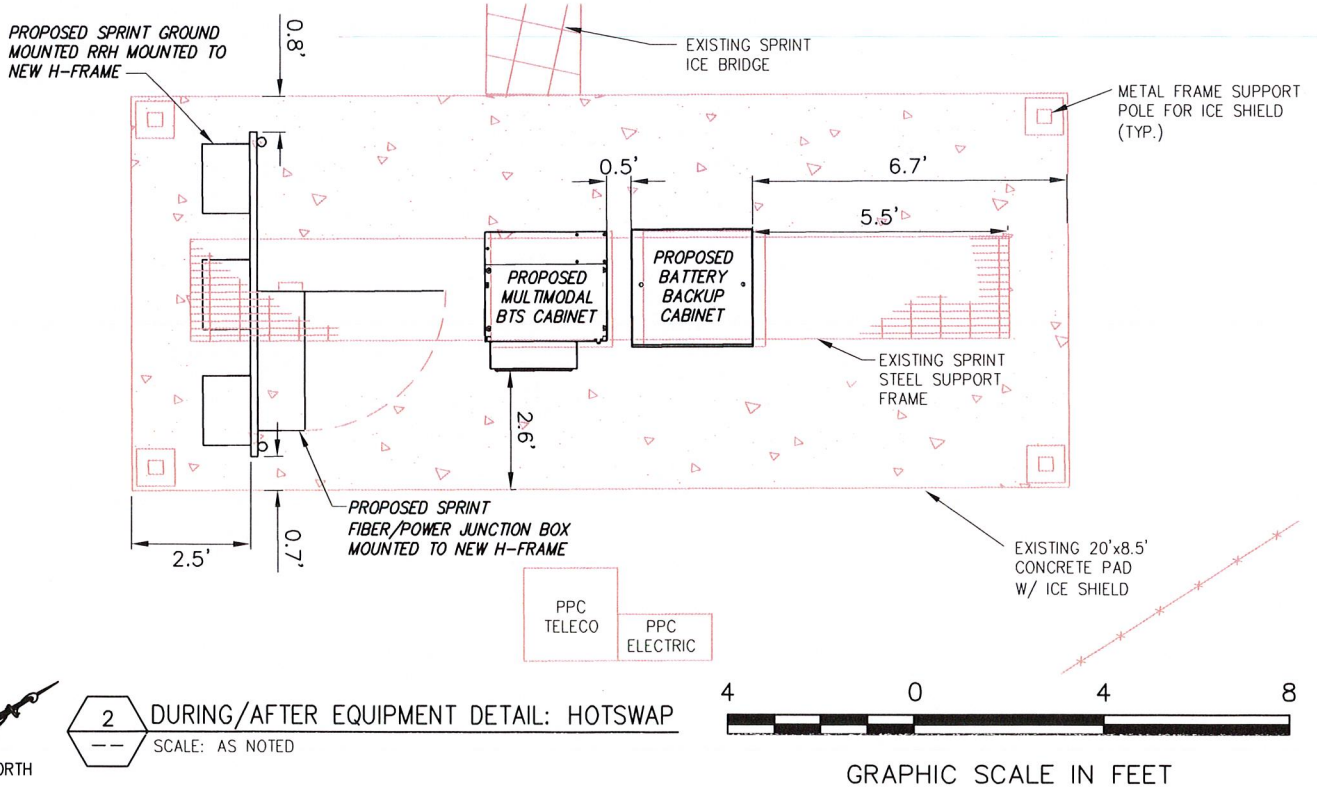 PROPOSED SPRINT GROUND
MOUNTED RRH MOUNTED TO
NEW H-FRAME
0.8'
EXISTING SPRINT
ICE BRIDGE
METAL FRAME SUPPORT
POLE FOR ICE SHIELD
(TYP.)
0.5'
6.7'
5.5'
PROPOSED
MULTIMODAL
BTS CABINET
PROPOSED
BATTERY
BACKUP
CABINET
EXISTING SPRINT
STEEL SUPPORT
FRAME
2.6'
PROPOSED SPRINT
FIBER/POWER JUNCTION BOX
MOUNTED TO NEW H-FRAME
2.5'
0.7'
EXISTING 20'x8.5'
CONCRETE PAD
W/ ICE SHIELD
PPC
TELECO
PPC
ELECTRIC
2
DURING/AFTER EQUIPMENT DETAIL: HOTSWAP
SCALE: AS NOTED
ORTH
4 0 4 8
GRAPHIC SCALE IN FEET